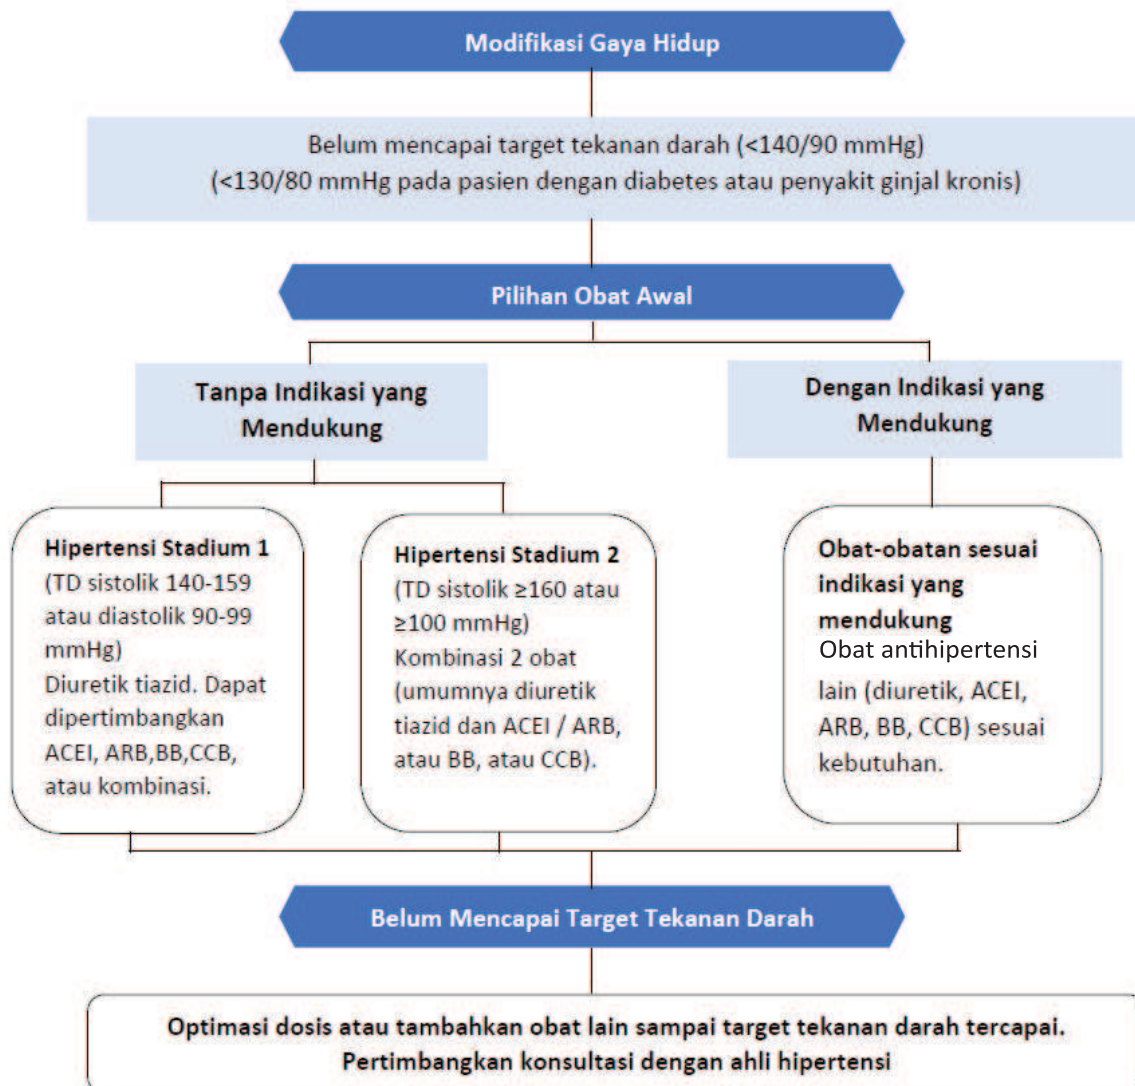 Modifikasi Gaya Hidup
Belum mencapai target tekanan darah (<140/90 mmHg)
(<130/80 mmHg pada pasien dengan diabetes atau penyakit ginjal kronis)
Pilihan Obat Awal
Tanpa Indikasi yang
Mendukung
Dengan Indikasi yang
Mendukung
Hipertensi Stadium 1
(TD sistolik 140-159
atau diastolik 90-99
mmHg)
Diuretik tiazid. Dapat
dipertimbangkan
ACEI, ARB,BB,CCB,
atau kombinasi.
Hipertensi Stadium 2
(TD sistolik ≥160 atau
≥100 mmHg)
Kombinasi 2 obat
(umumnya diuretik
tiazid dan ACEI / ARB,
atau BB, atau CCB).
Obat-obatan sesuai
indikasi yang
mendukung
Obat antihipertensi
lain (diuretik, ACEI,
ARB, BB, CCB) sesuai
kebutuhan.
Belum Mencapai Target Tekanan Darah
Optimasi dosis atau tambahkan obat lain sampai target tekanan darah tercapai.
Pertimbangkan konsultasi dengan ahli hipertensi